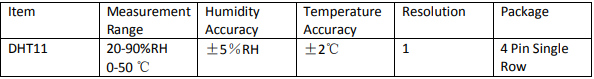 Item Measurement Range Humidity Accuracy Temperature Accuracy Resolution Package
DHT11 20-90%RH 0-50 ℃ ±5%RH ±2℃ 1 4 Pin Single Row